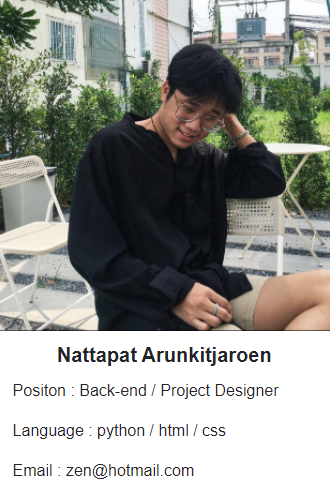 Nattapat Arunkitjaroen
Positon : Back-end / Project Designer
Language : python / html / css
Email : zen@hotmail.com